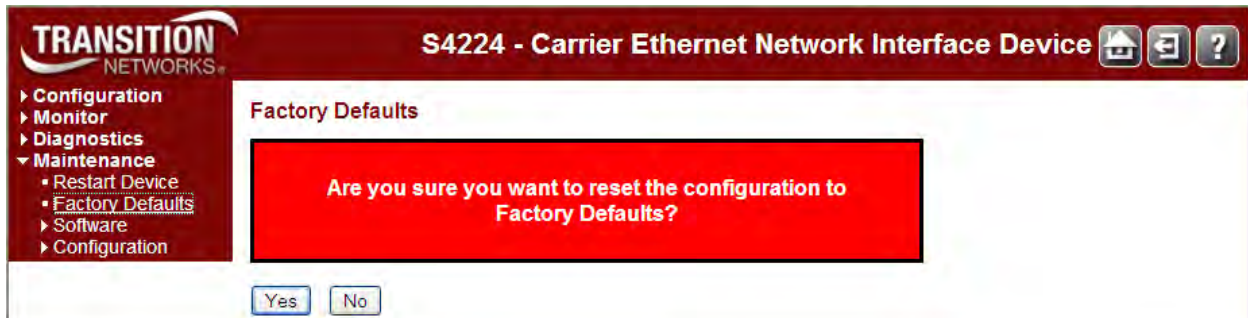 TRANSITION
NETWORKS®
S4224 - Carrier Ethernet Network Interface Device
?
Configuration
Monitor
Diagnostics
Maintenance
Restart Device
Factory Defaults
Software
Configuration
Factory Defaults
Are you sure you want to reset the configuration to
Factory Defaults?
Yes
No